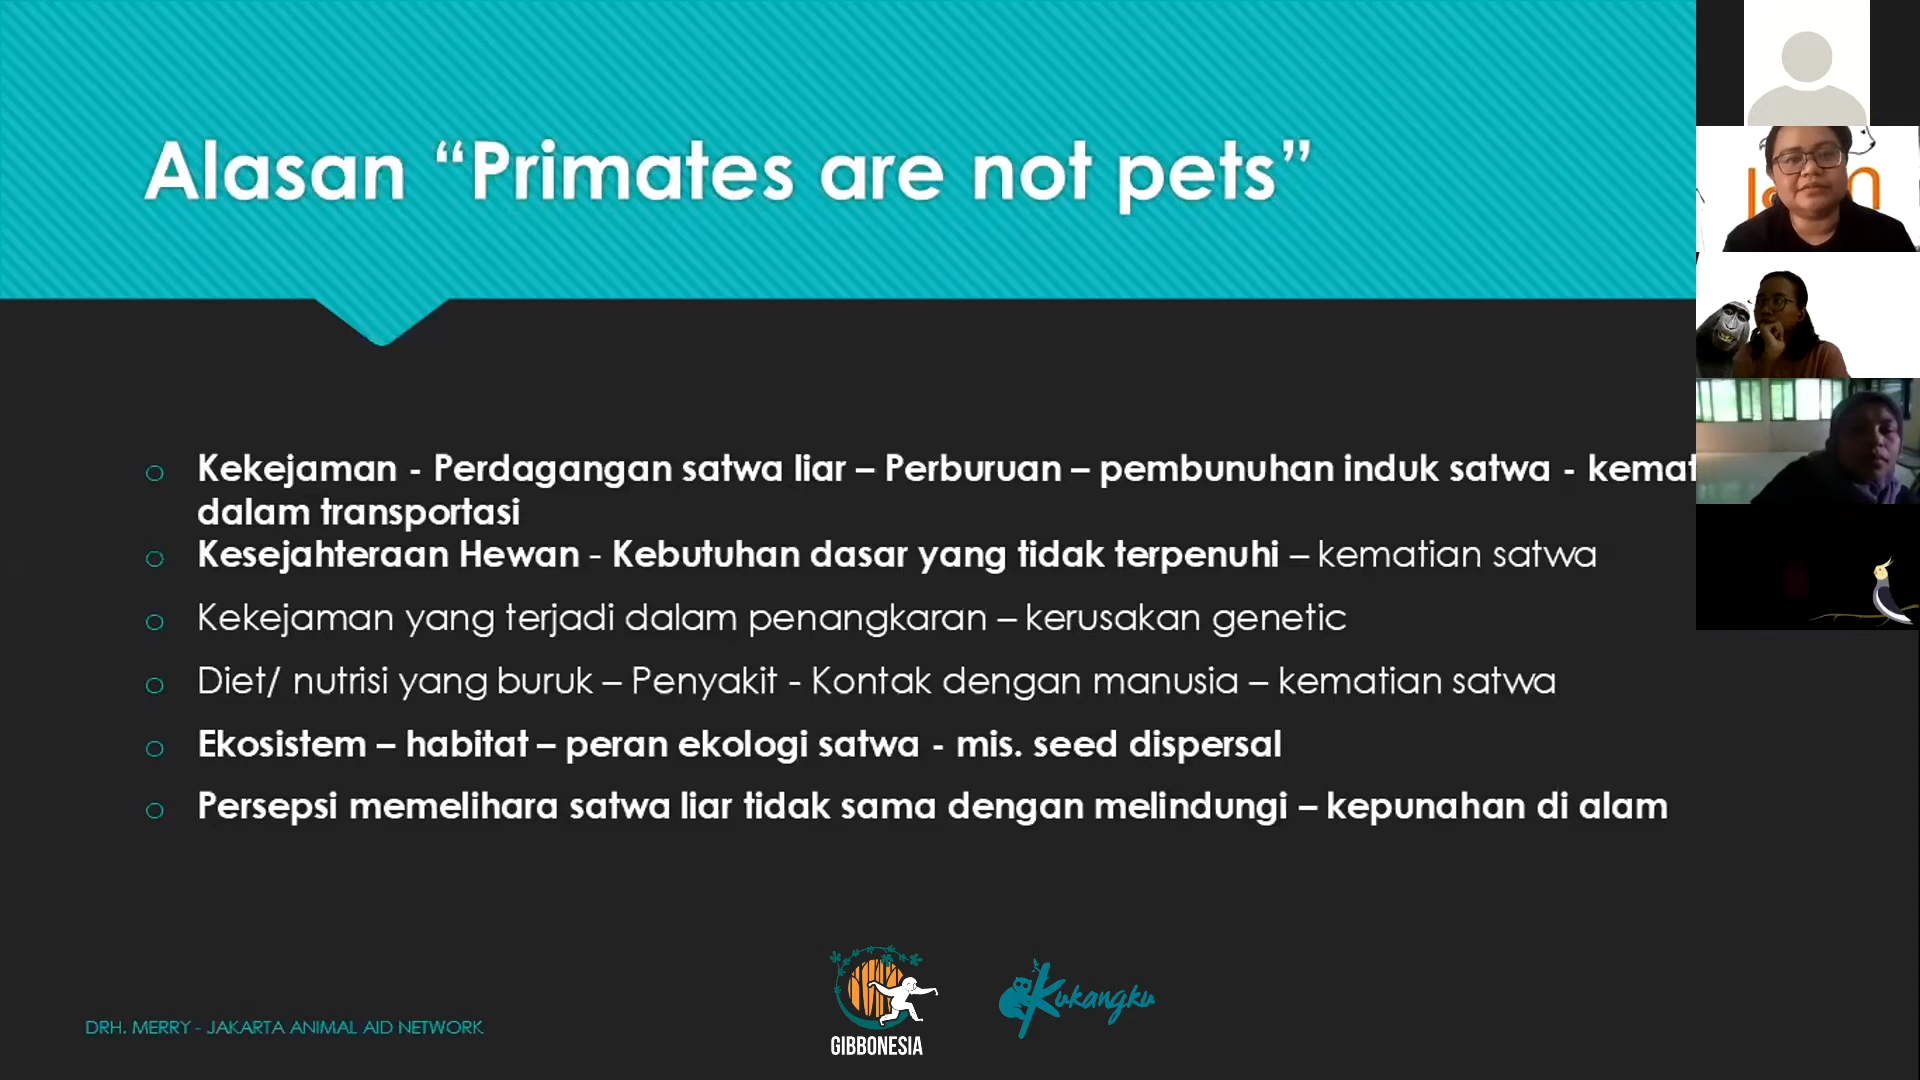 Alasan “Primates are not pets”
Kekejaman - Perdagangan satwa liar – Perburuan – pembunuhan induk satwa -
dalam transportasi
Kesejahteraan Hewan - Kebutuhan dasar yang tidak terpenuhi – kematian satwa
Kekejaman yang terjadi dalam penangkaran – kerusakan genetic
Diet/ nutrisi yang buruk – Penyakit - Kontak dengan manusia – kematian satwa
Ekosistem – habitat – peran ekologi satwa - mis. seed dispersal
Persepsi memelihara satwa liar tidak sama dengan melindungi – kepunahan di alam
DRH. MERRY - JAKARTA ANIMAL AID NETWORK
GIBBONESIA
Kukangku